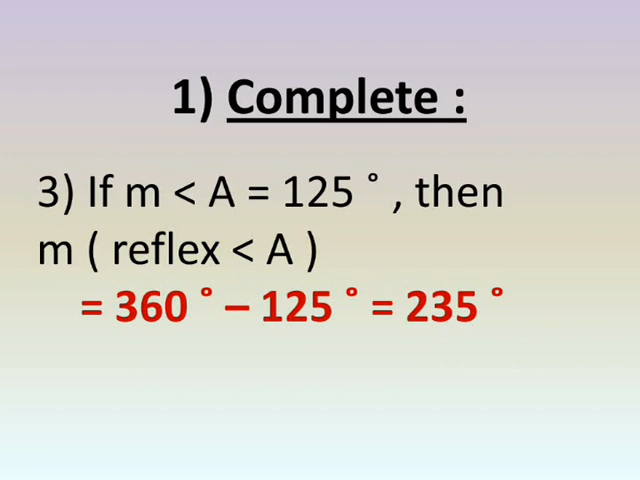 1) Complete :
3) If m < A = 125 ° , then
m ( reflex < A )
= 360 ° – 125 ° = 235 °